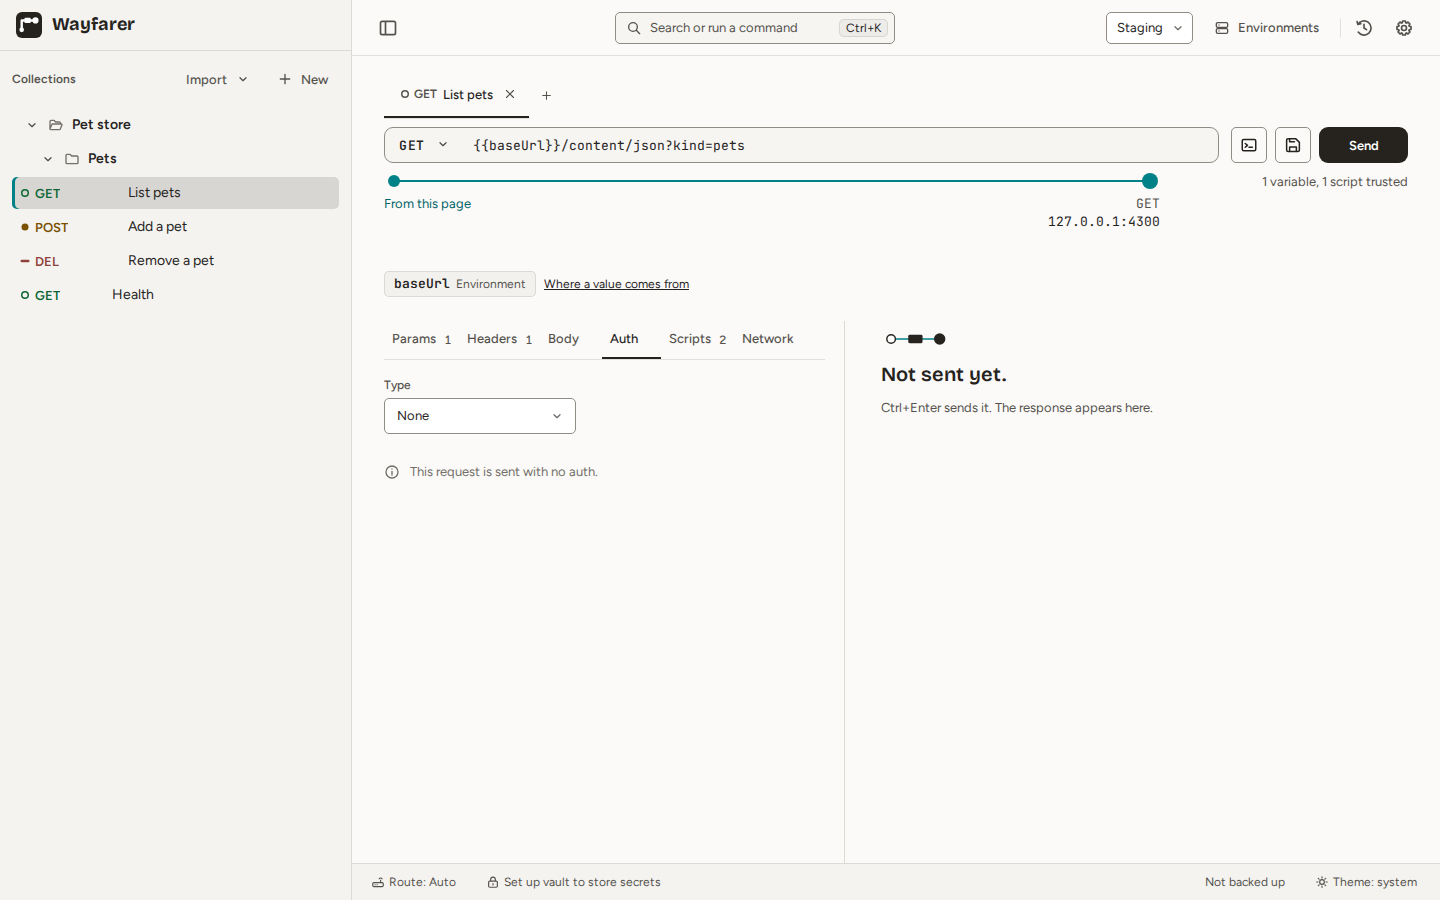 Wayfarer
Search or run a command
Ctrl+K
Staging
Environments
Collections
Import
New
Pet store
Pets
GET List pets
POST Add a pet
DEL Remove a pet
GET Health
GET List pets
GET
{{baseUrl}}/content/json?kind=pets
Send
From this page
GET
127.0.0.1:4300
1 variable, 1 script trusted
baseUrl Environment
Where a value comes from
Params 1
Headers 1
Body
Auth
Scripts 2
Network
Type
None
This request is sent with no auth.
Not sent yet.
Ctrl+Enter sends it. The response appears here.
Route: Auto
Set up vault to store secrets
Not backed up
Theme: system